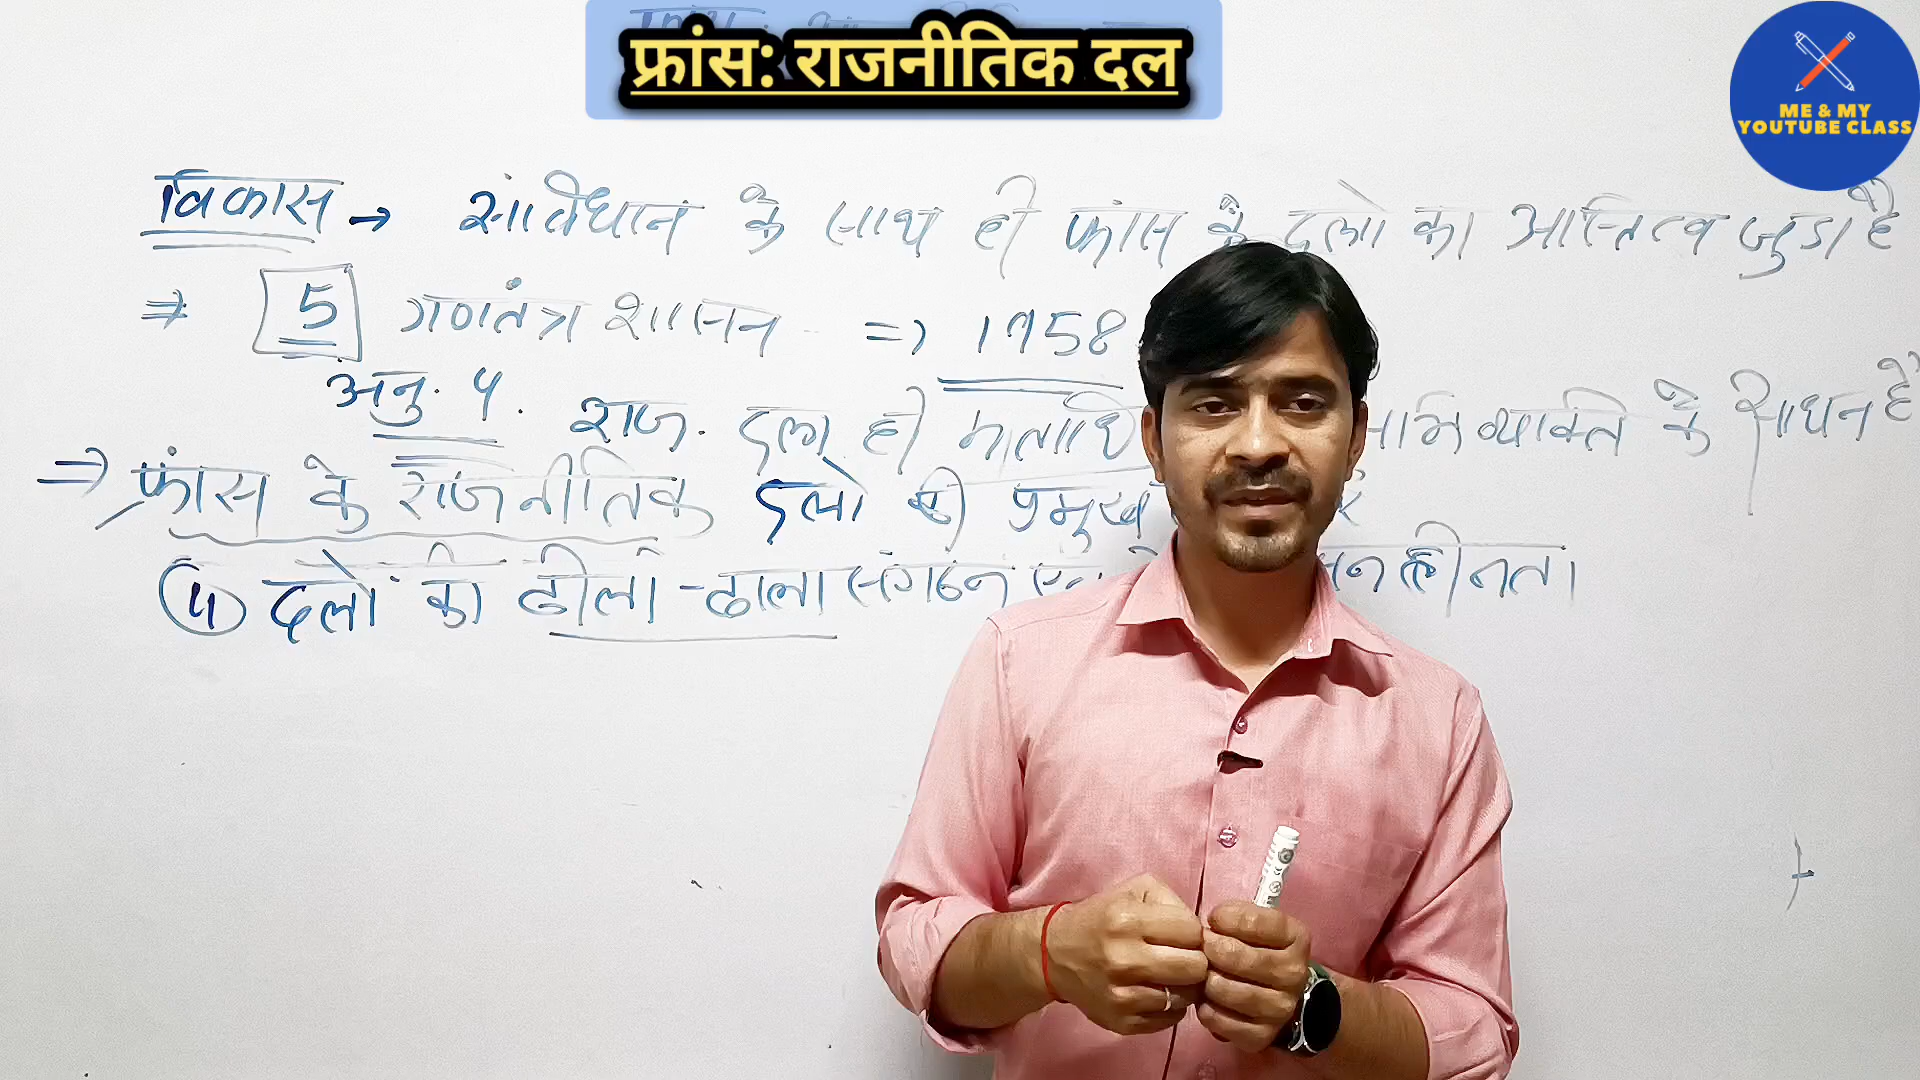 फ्रांस: राजनीतिक दल
ME & MY
YOUTUBE CLASS
विकास → संविधान के साथ ही फ्रांस के दलो का अस्तित्व जुडा है
⇒ 5 गणतंत्र शासन ⇒ 1958
अनु. 4. राज. दल ही मताधि अभिव्यक्ति के साधन है
⇒ फ्रांस के राजनीतिक दलो की प्रमुख
(4) दलो की ढीला-ढाला संगठन